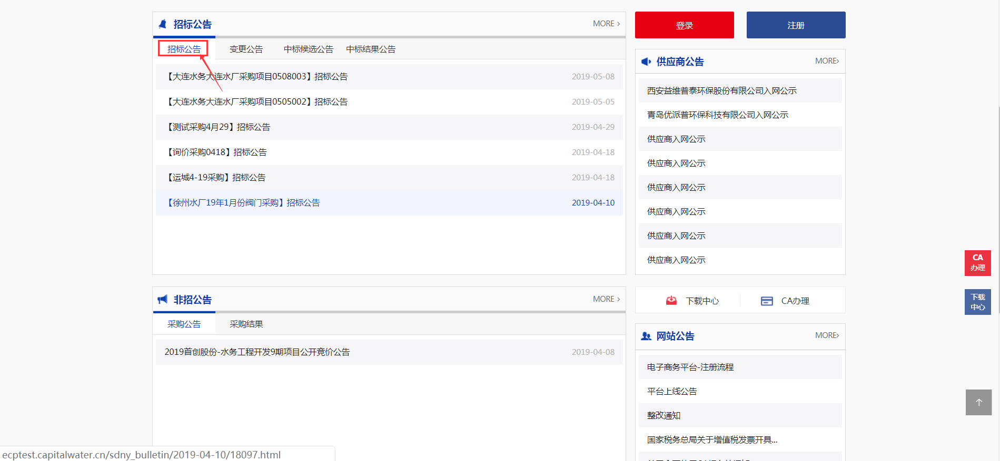 招标公告
MORE >
招标公告 变更公告 中标候选公告 中标结果公告
【大连水务大连水厂采购项目0508003】招标公告 2019-05-08
【大连水务大连水厂采购项目0505002】招标公告 2019-05-05
【测试采购4月29】招标公告 2019-04-29
【询价采购0418】招标公告 2019-04-18
【运城4-19采购】招标公告 2019-04-18
【徐州水厂19年1月份阀门采购】招标公告 2019-04-10
登录
注册
供应商公告
MORE>
西安益维普泰环保股份有限公司入网公示
青岛优派普环保科技有限公司入网公示
供应商入网公示
供应商入网公示
供应商入网公示
供应商入网公示
供应商入网公示
供应商入网公示
非招公告
MORE >
采购公告 采购结果
2019首创股份-水务工程开发9期项目公开竞价公告 2019-04-08
下载中心
CA办理
网站公告
MORE>
电子商务平台-注册流程
平台上线公告
整改通知
国家税务总局关于增值税发票开具...
CA
办理
下载
中心
ecptest.capitalwater.cn/sdny_bulletin/2019-04-10/18097.html